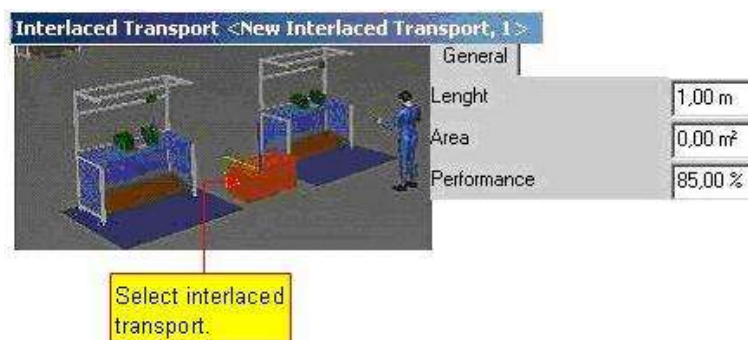 Interlaced Transport <New Interlaced Transport, 1>
General
Lenght 1,00 m
Area 0,00 m²
Performance 85,00 %
Select interlaced
transport.